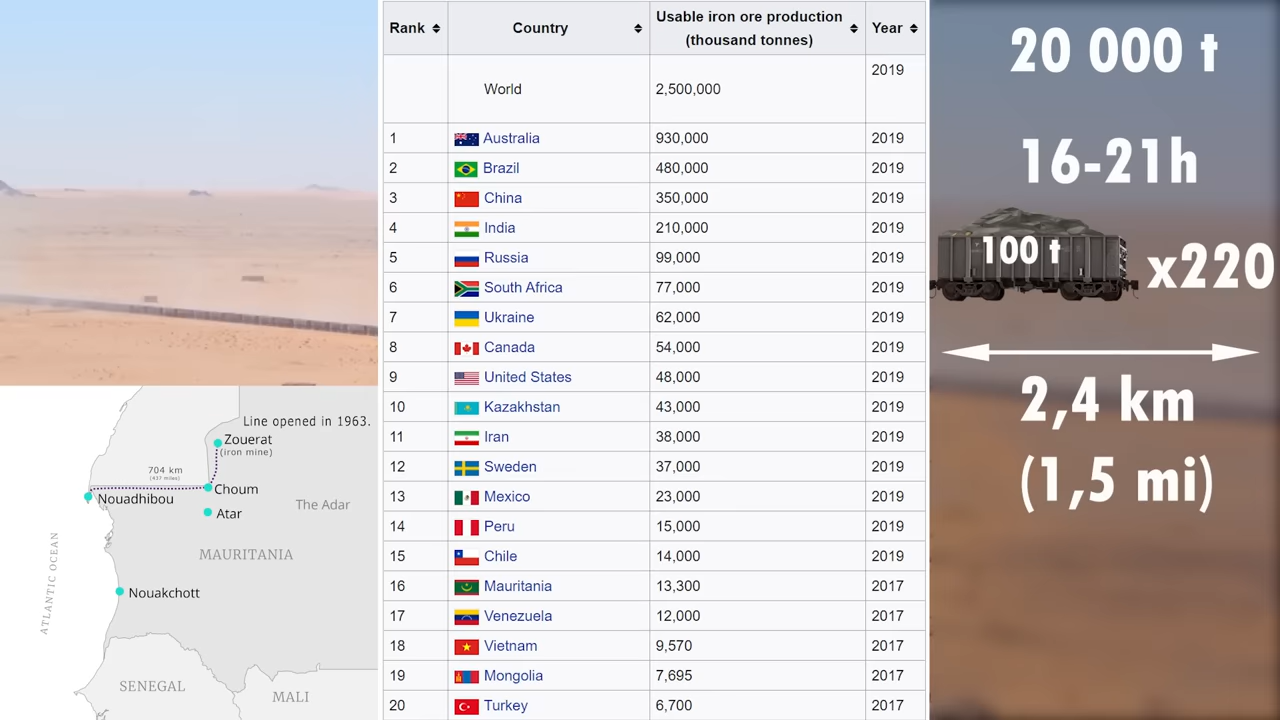 Line opened in 1963.
Zouerat
(iron mine)
704 km
(437 miles)
Nouadhibou
Choum
Atar
The Adar
ATLANTIC OCEAN
MAURITANIA
Nouakchott
SENEGAL
MALI
Rank Country Usable iron ore production (thousand tonnes) Year
World 2,500,000 2019
1 Australia 930,000 2019
2 Brazil 480,000 2019
3 China 350,000 2019
4 India 210,000 2019
5 Russia 99,000 2019
6 South Africa 77,000 2019
7 Ukraine 62,000 2019
8 Canada 54,000 2019
9 United States 48,000 2019
10 Kazakhstan 43,000 2019
11 Iran 38,000 2019
12 Sweden 37,000 2019
13 Mexico 23,000 2019
14 Peru 15,000 2019
15 Chile 14,000 2019
16 Mauritania 13,300 2017
17 Venezuela 12,000 2017
18 Vietnam 9,570 2017
19 Mongolia 7,695 2017
20 Turkey 6,700 2017
20 000 t
16-21h
100 t x220
2,4 km
(1,5 mi)